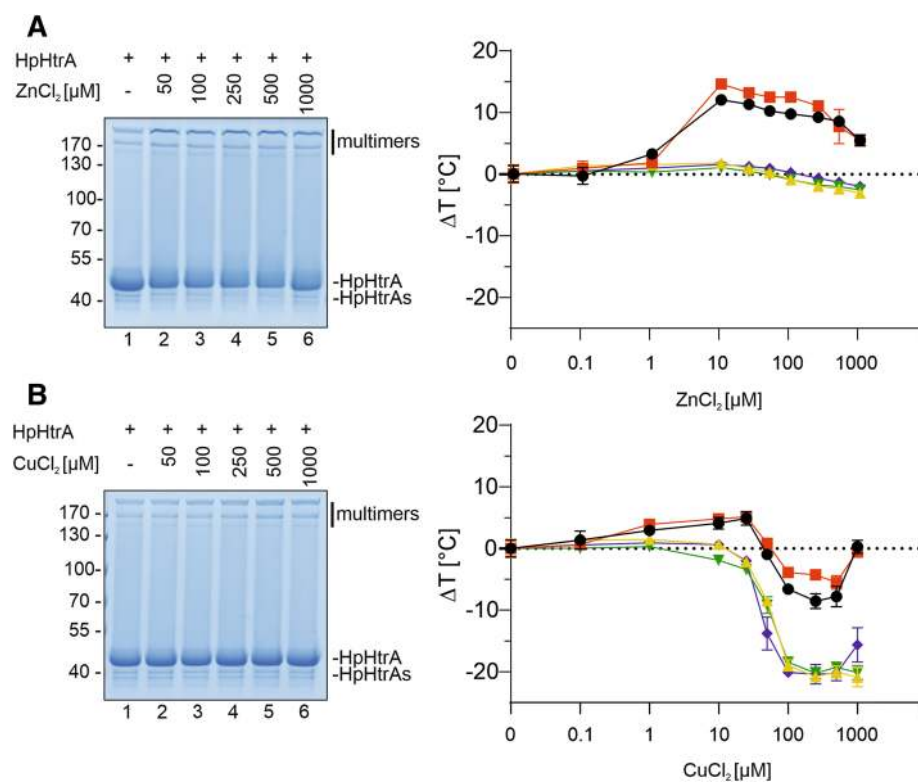 A
HpHtrA + + + + + +
ZnCl2 [µM] - 50 100 250 500 1000
170 -
130 -
100 -
70 -
55 -
40 -
multimers
-HpHtrA
-HpHtrAs
1 2 3 4 5 6
20
10
0
-10
-20
ΔT [°C]
0 0.1 1 10 100 1000
ZnCl2 [µM]
B
HpHtrA + + + + + +
CuCl2 [µM] - 50 100 250 500 1000
170 -
130 -
100 -
70 -
55 -
40 -
multimers
-HpHtrA
-HpHtrAs
1 2 3 4 5 6
20
10
0
-10
-20
ΔT [°C]
0 0.1 1 10 100 1000
CuCl2 [µM]